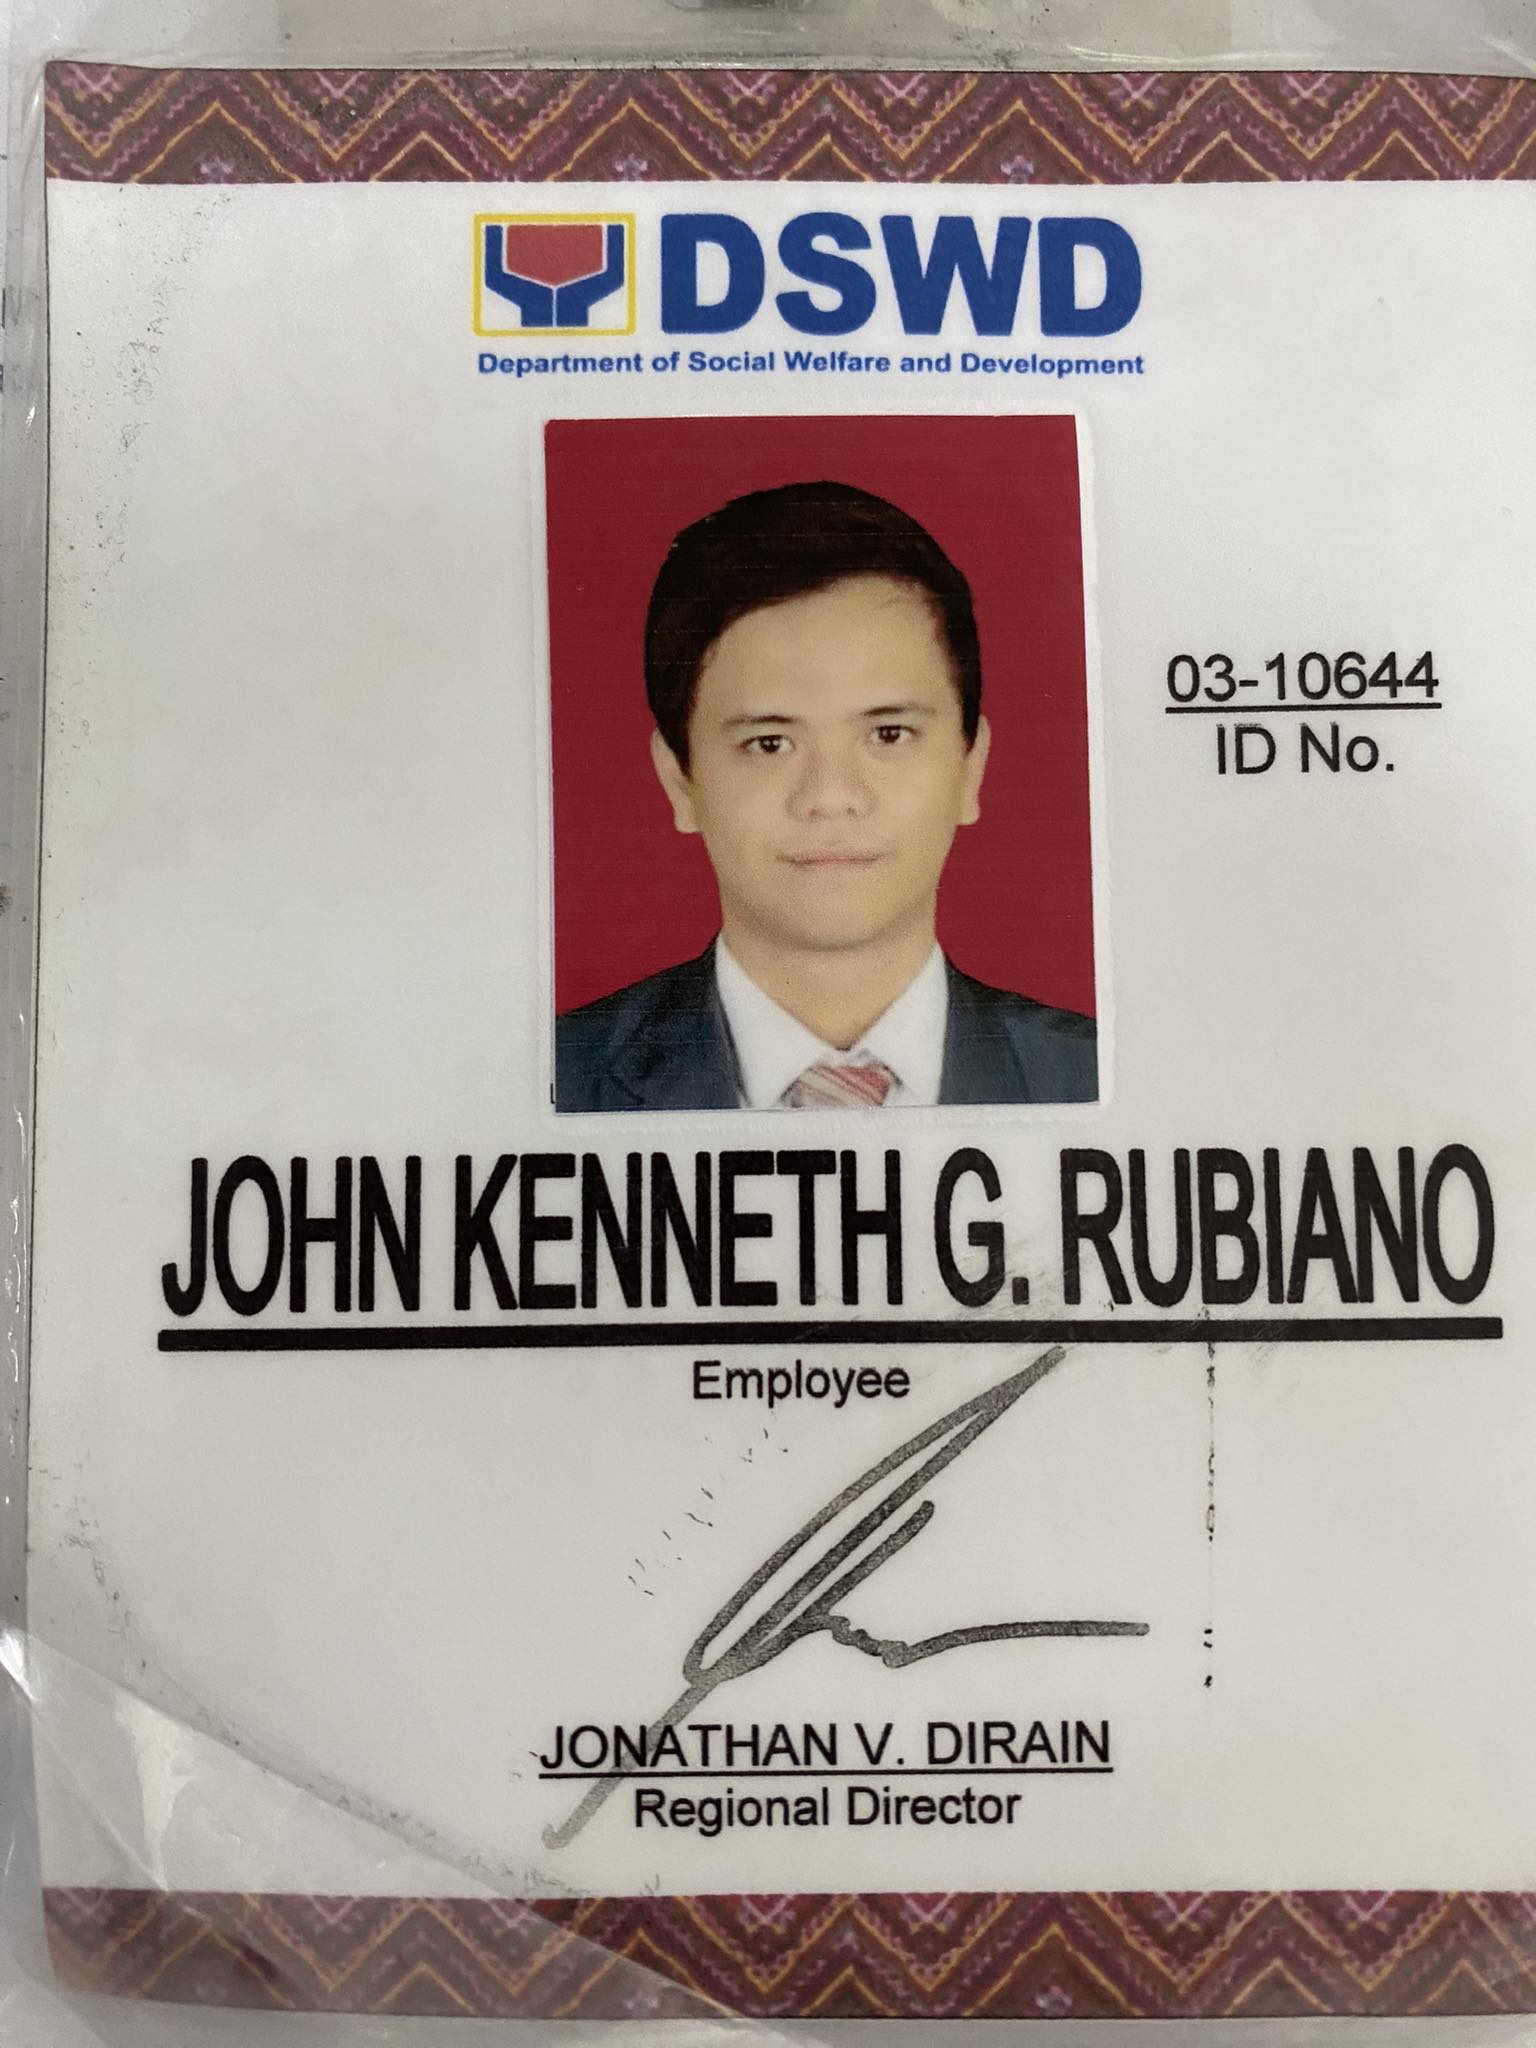 DSWD
Department of Social Welfare and Development
03-10644
ID No.
JOHN KENNETH G. RUBIANO
Employee
JONATHAN V. DIRAIN
Regional Director